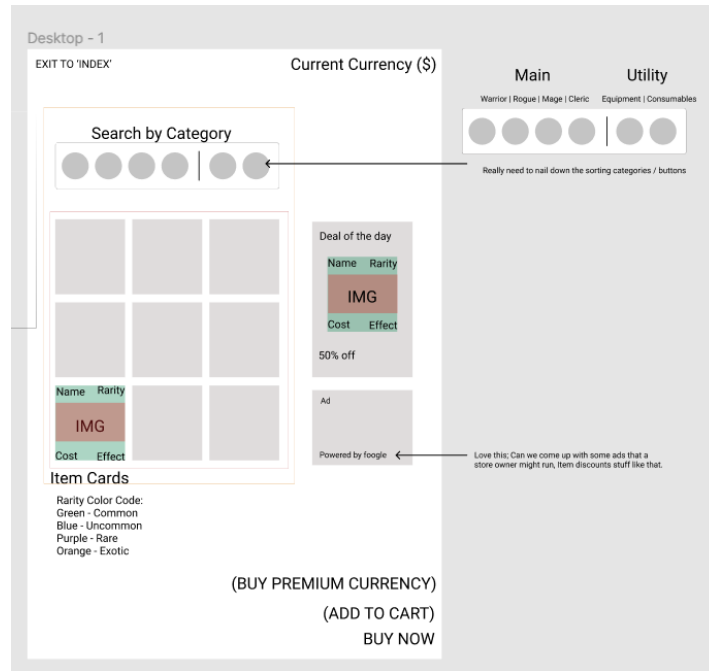 Desktop - 1
EXIT TO 'INDEX'
Current Currency ($)
Main
Utility
Warrior | Rogue | Mage | Cleric
Equipment | Consumables
Search by Category
Really need to nail down the sorting categories / buttons
Deal of the day
Name
Rarity
IMG
Cost
Effect
50% off
Name
Rarity
IMG
Cost
Effect
Ad
Powered by foogle
Love this; Can we come up with some ads that a
store owner might run, Item discounts stuff like that.
Item Cards
Rarity Color Code:
Green - Common
Blue - Uncommon
Purple - Rare
Orange - Exotic
(BUY PREMIUM CURRENCY)
(ADD TO CART)
BUY NOW